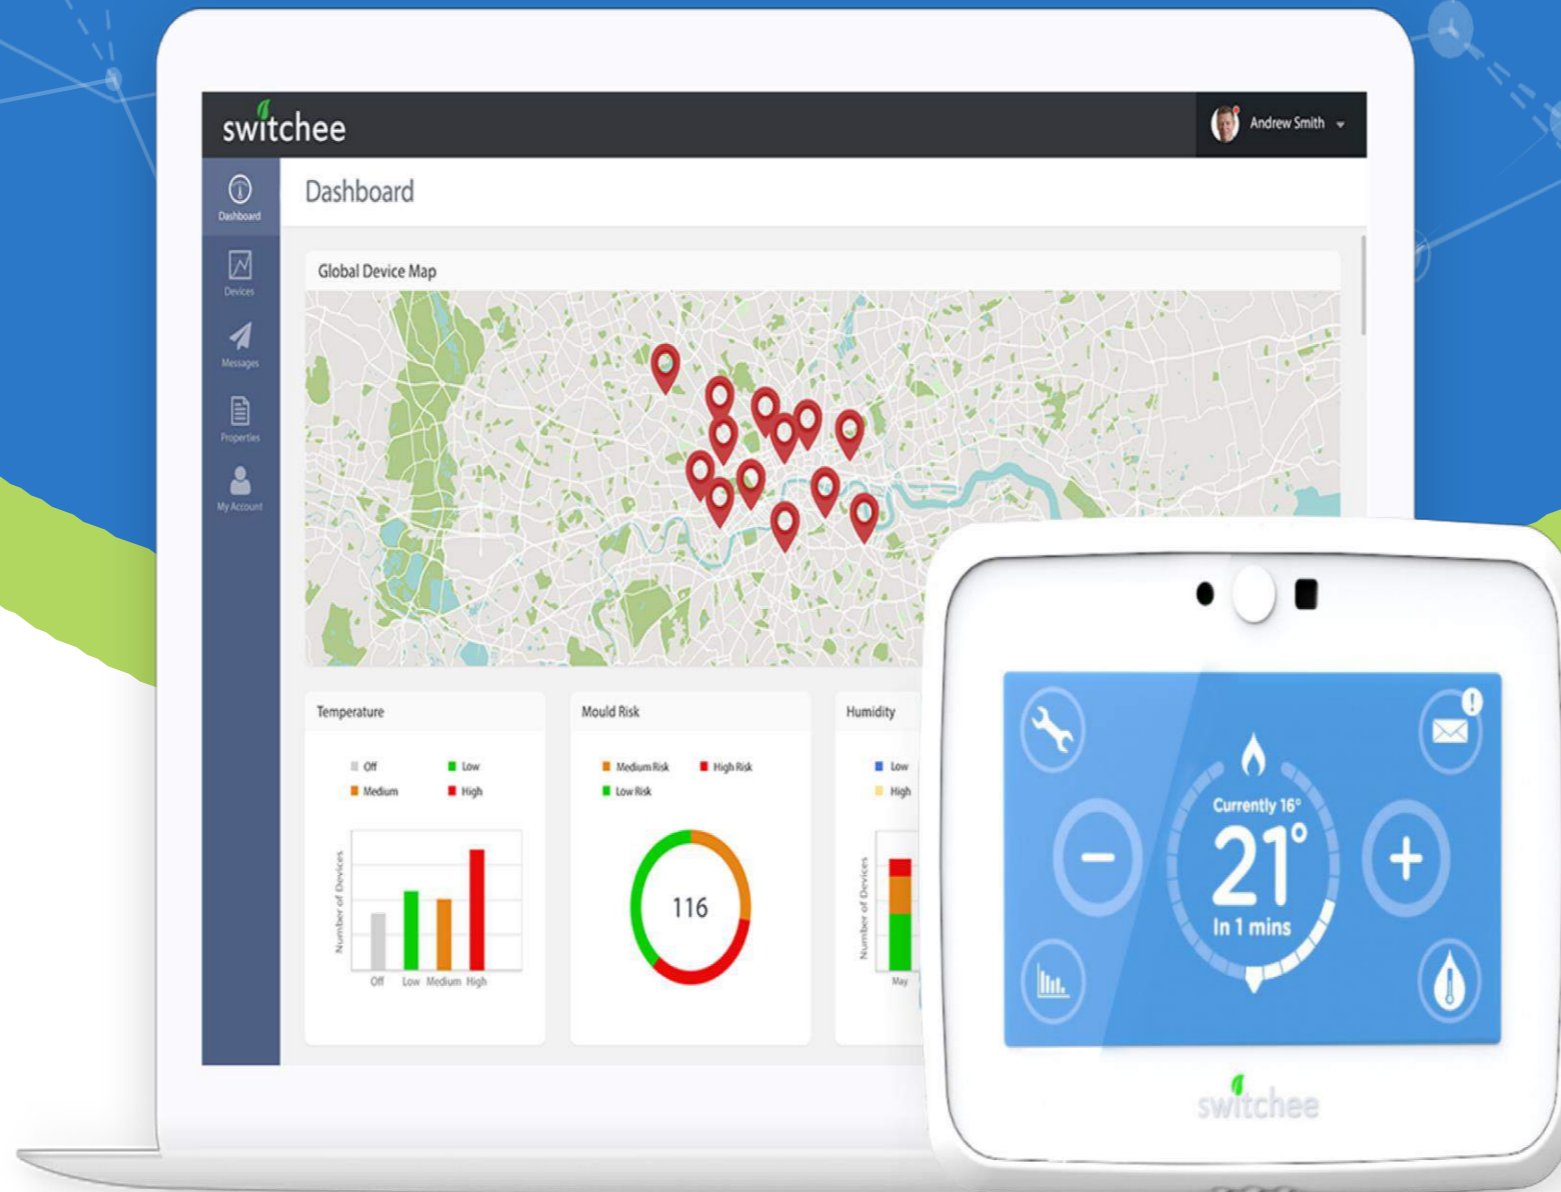 switchee
Andrew Smith
Dashboard
Dashboard
Devices
Messages
Properties
My Account
Global Device Map
Temperature
Off
Low
Medium
High
Number of Devices
Off Low Medium High
Mould Risk
Medium Risk
High Risk
Low Risk
116
Humidity
Low
High
Number of Devices
May
!
Currently 16°
21°
In 1 mins
switchee